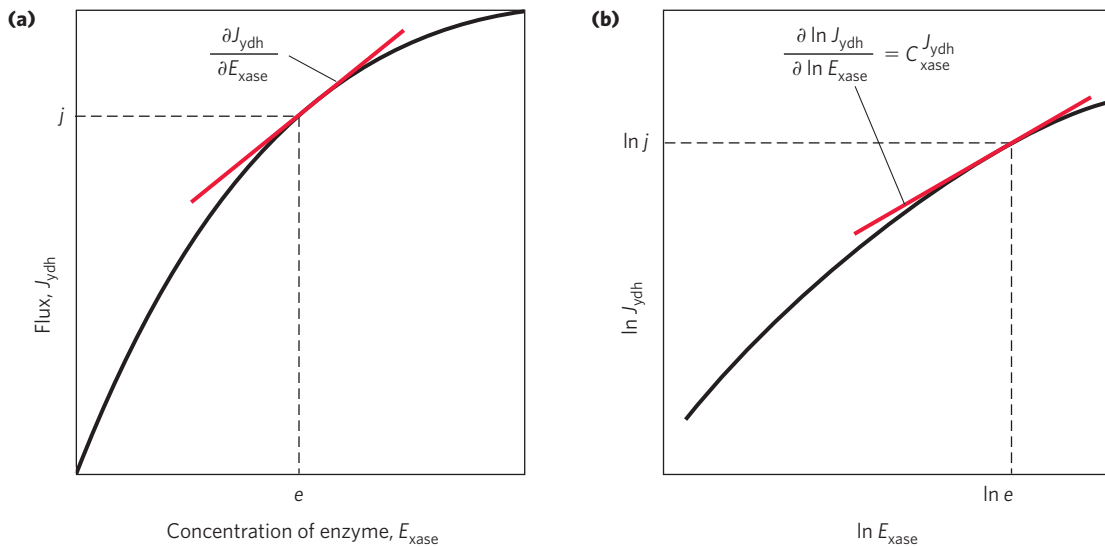 (a)
∂J_ydh
∂E_xase
j
Flux, J_ydh
e
Concentration of enzyme, E_xase
(b)
∂ ln J_ydh
∂ ln E_xase
= C^J_ydh_xase
ln j
ln J_ydh
ln e
ln E_xase